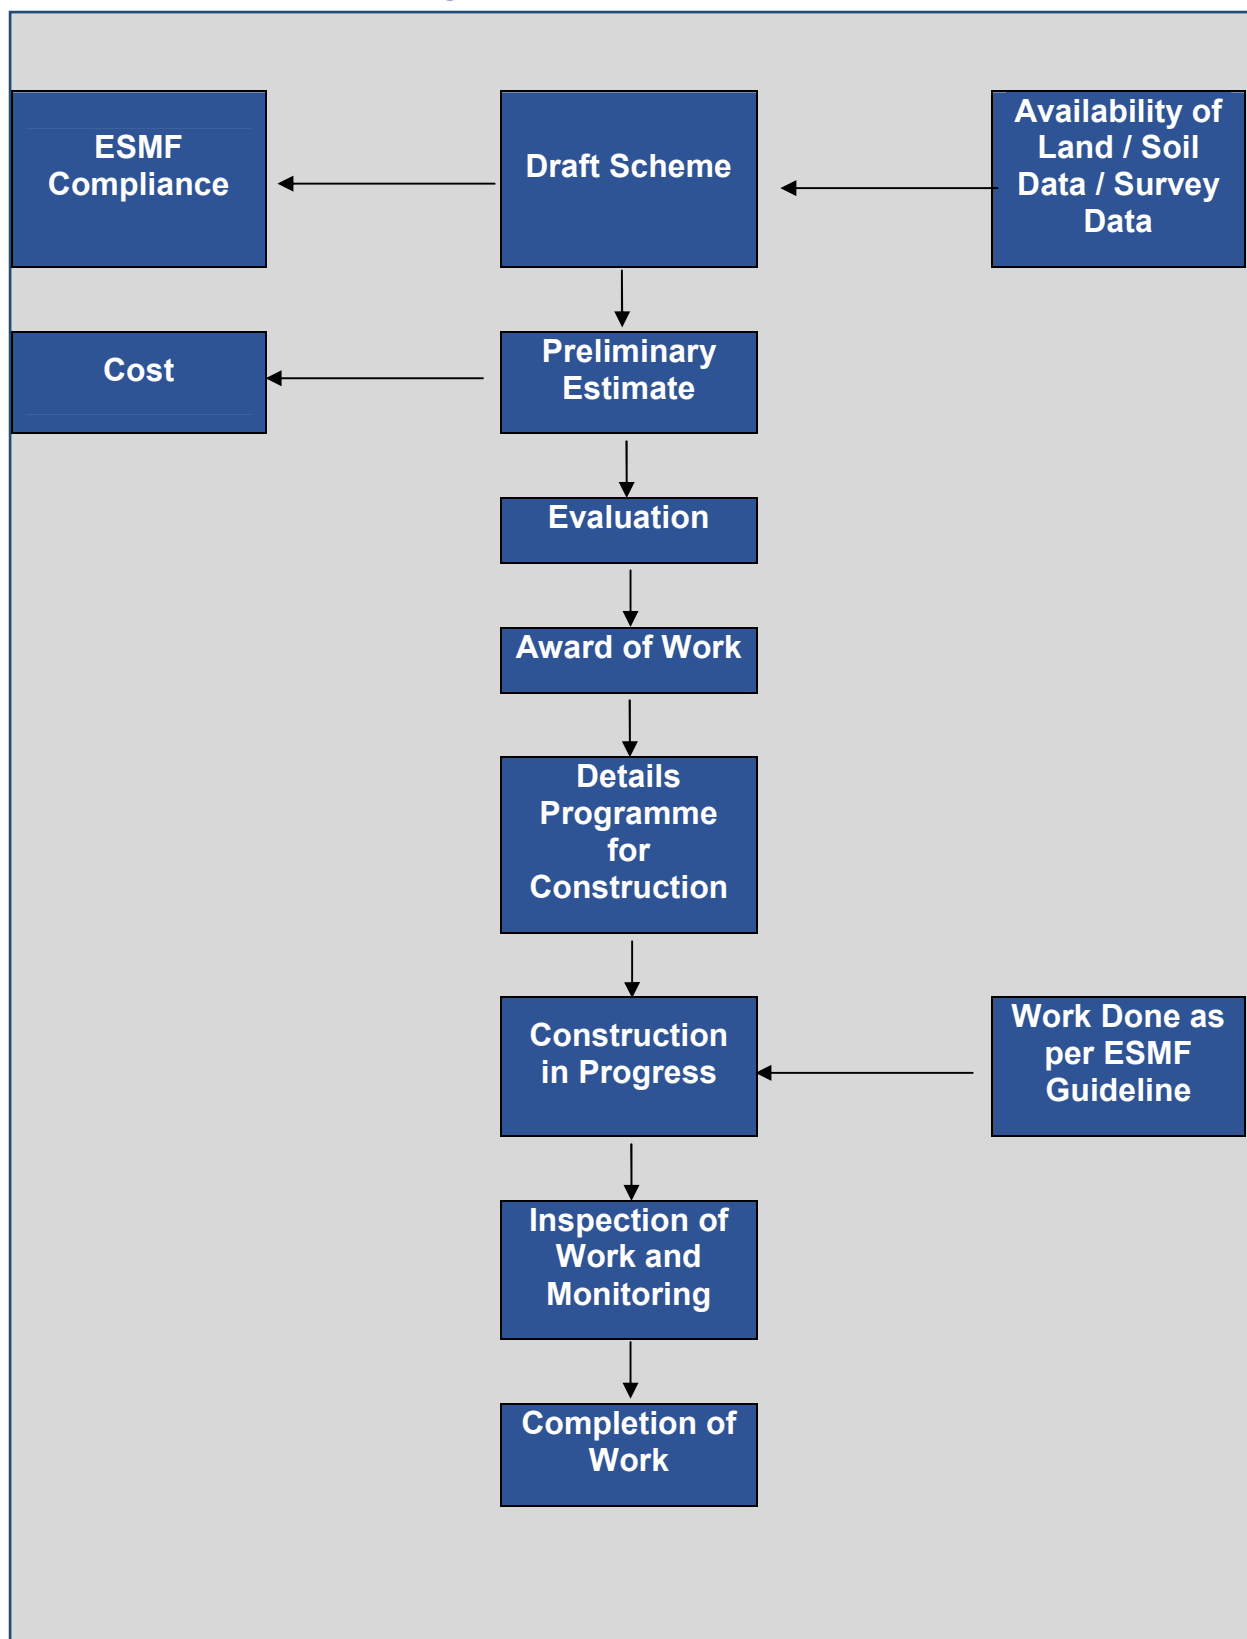 ESMF
Compliance
Draft Scheme
Availability of
Land / Soil
Data / Survey
Data
Cost
Preliminary
Estimate
Evaluation
Award of Work
Details
Programme
for
Construction
Construction
in Progress
Work Done as
per ESMF
Guideline
Inspection of
Work and
Monitoring
Completion of
Work